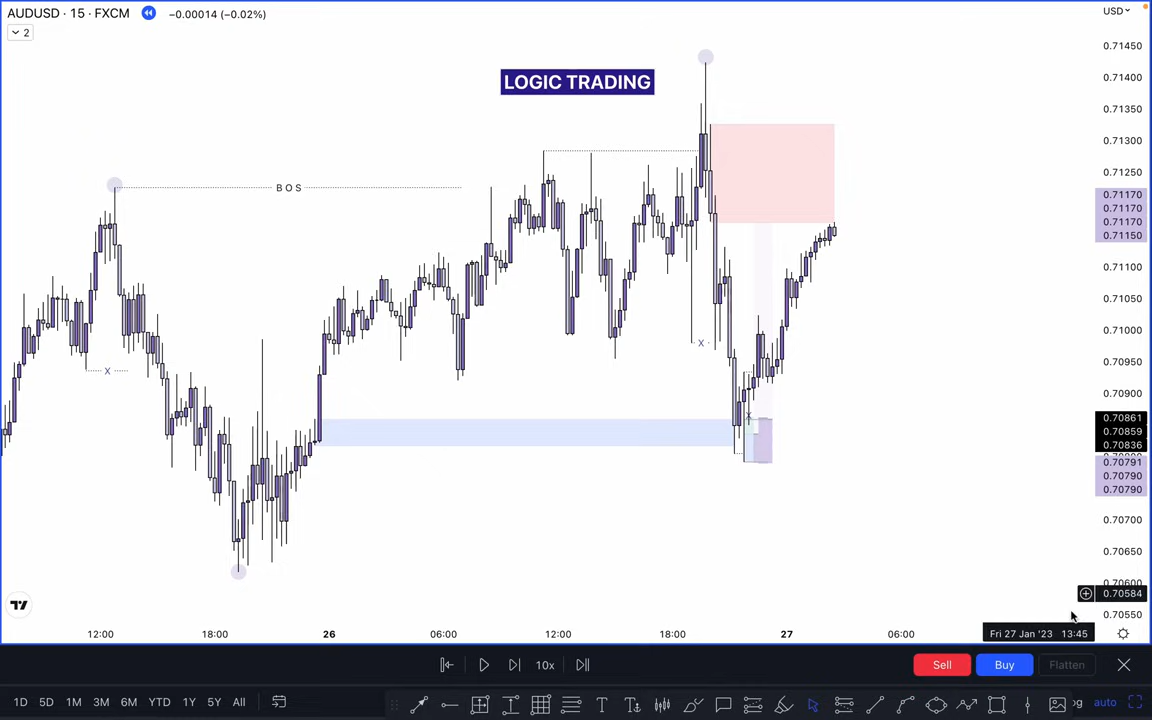 AUDUSD · 15 · FXCM −0.00014 (−0.02%)
2
USD
LOGIC TRADING
B O S
X
X
X
0.71450
0.71400
0.71350
0.71300
0.71250
0.71170
0.71170
0.71170
0.71150
0.71100
0.71050
0.71000
0.70950
0.70900
0.70861
0.70859
0.70836
0.70791
0.70790
0.70790
0.70700
0.70650
0.70600
0.70584
0.70550
12:00 18:00 26 06:00 12:00 18:00 27 06:00 Fri 27 Jan '23 13:45
10x Sell Buy Flatten
1D 5D 1M 3M 6M YTD 1Y 5Y All auto